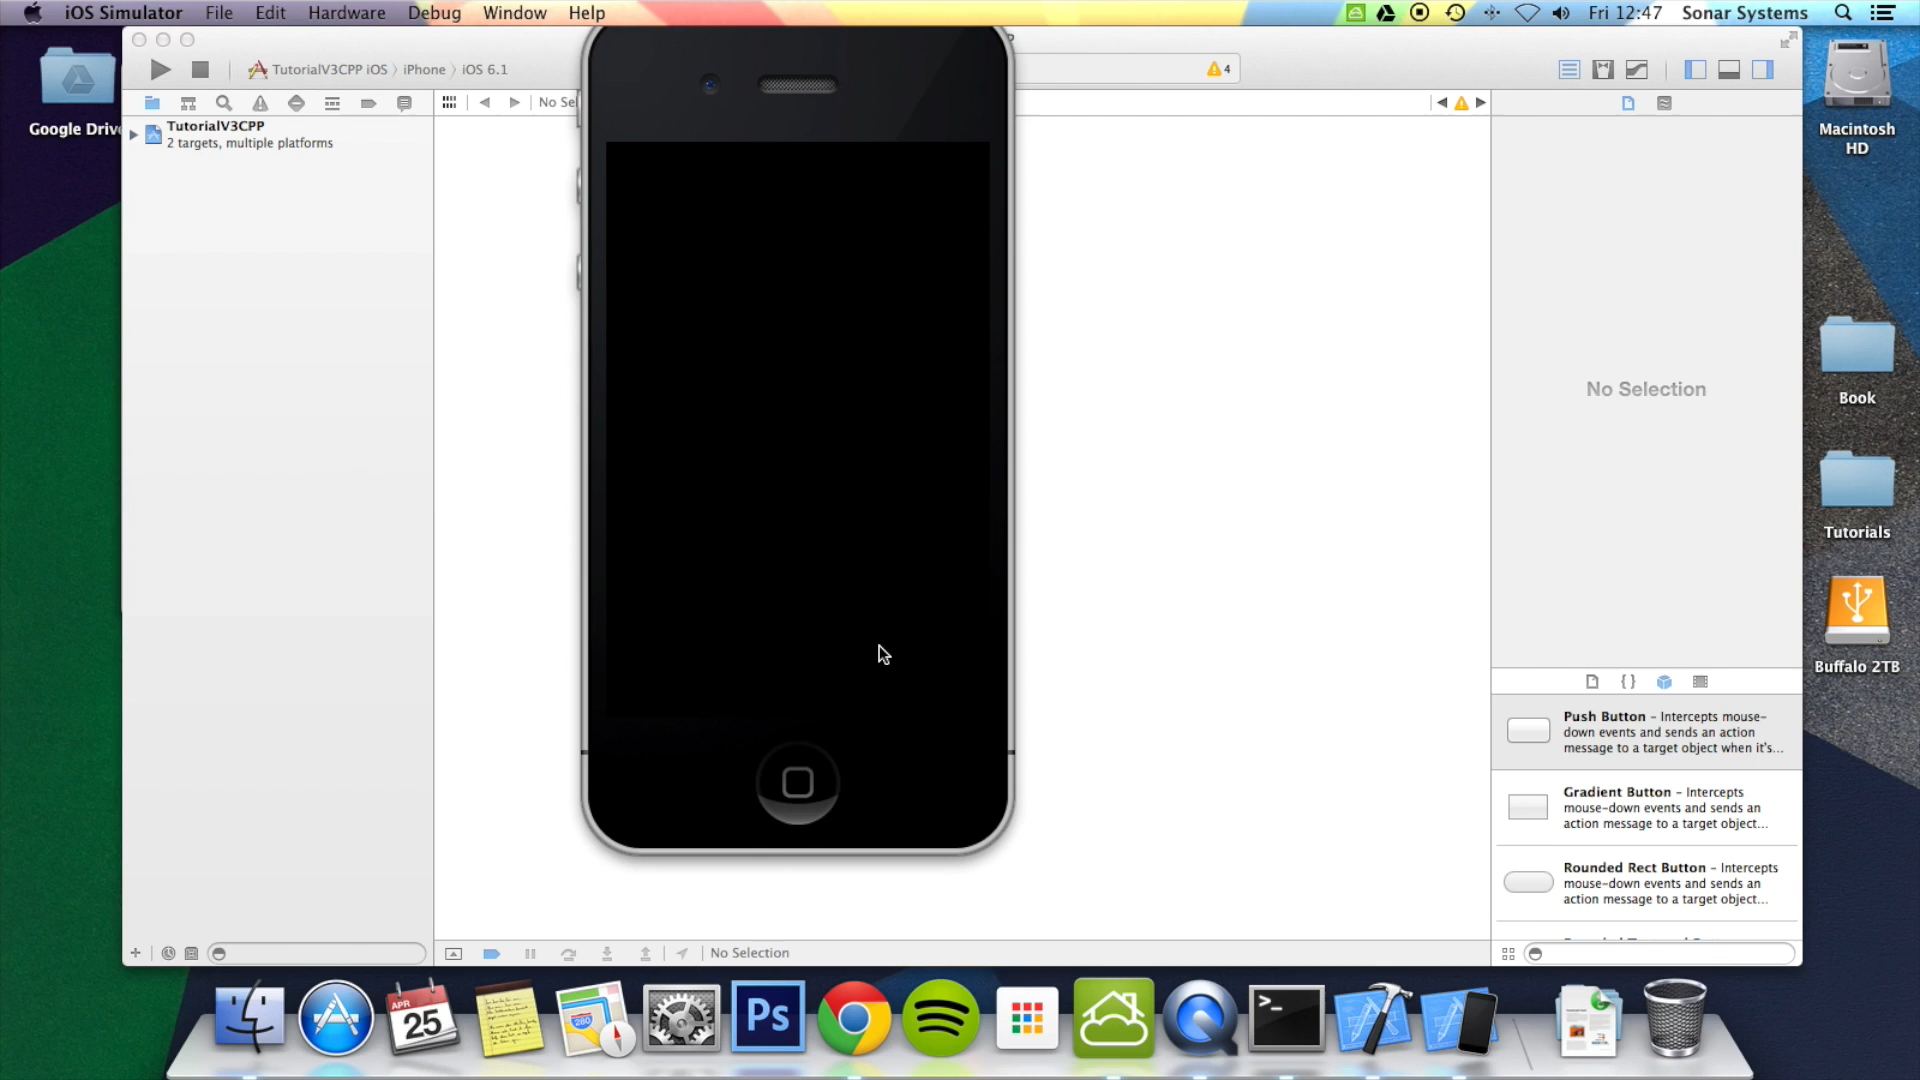 iOS Simulator File Edit Hardware Debug Window Help
Fri 12:47 Sonar Systems
TutorialV3CPP iOS iPhone iOS 6.1
4
No Sel
TutorialV3CPP
2 targets, multiple platforms
Google Drive
No Selection
Macintosh
HD
Book
Tutorials
Buffalo 2TB
Push Button - Intercepts mouse-
down events and sends an action
message to a target object when it's...
Gradient Button - Intercepts
mouse-down events and sends an
action message to a target object...
Rounded Rect Button - Intercepts
mouse-down events and sends an
action message to a target object...
No Selection
APR
25
280
Ps
>_